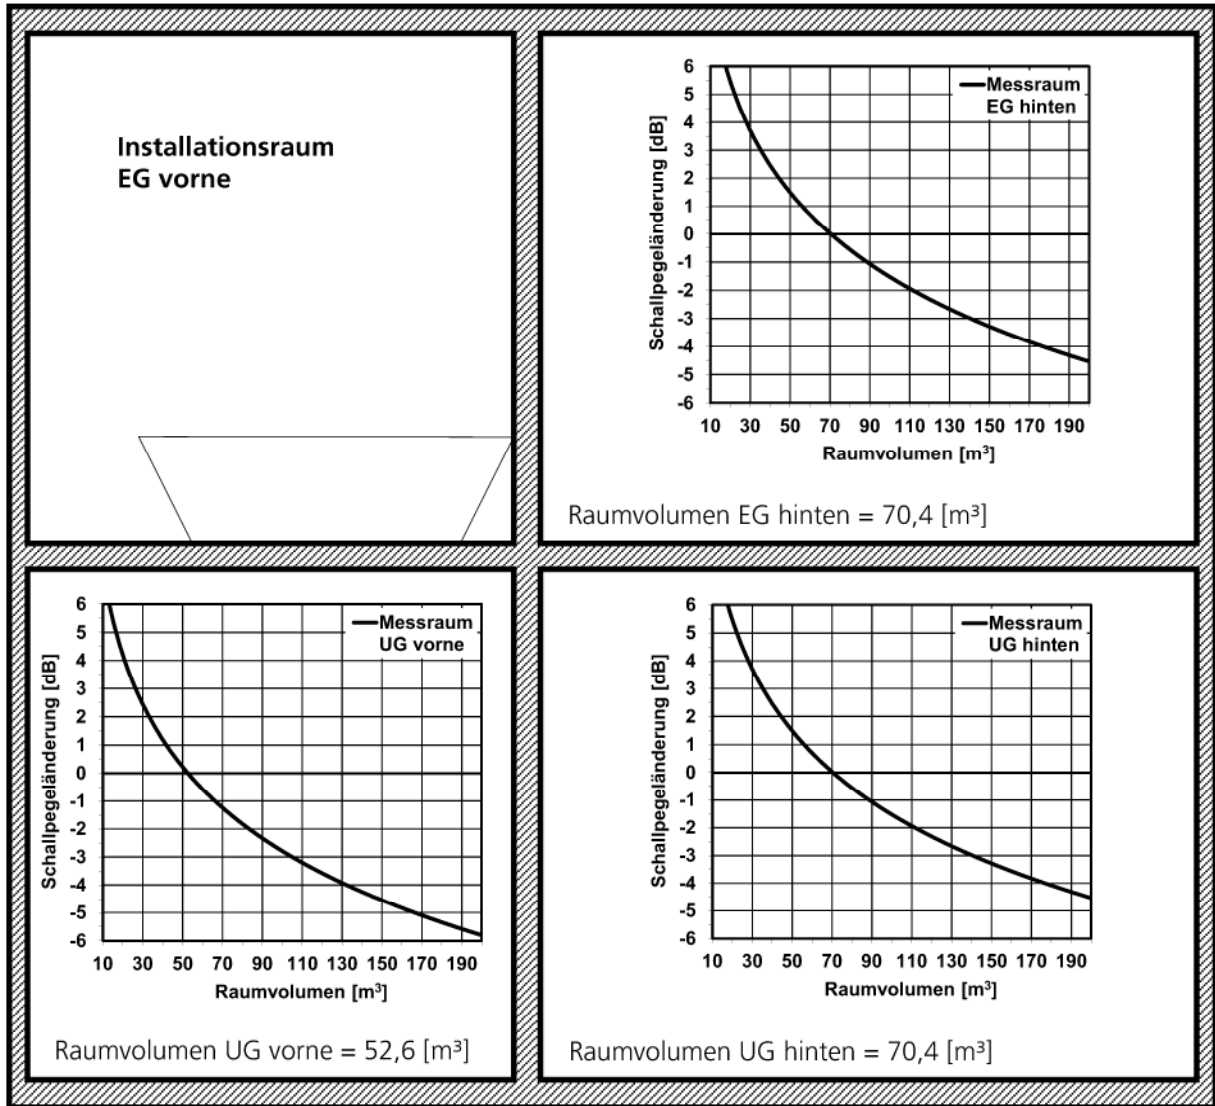 Installationsraum
EG vorne
Schallpegeländerung [dB]
6
5
4
3
2
1
0
-1
-2
-3
-4
-5
-6
Messraum
EG hinten
10 30 50 70 90 110 130 150 170 190
Raumvolumen [m³]
Raumvolumen EG hinten = 70,4 [m³]
Schallpegeländerung [dB]
6
5
4
3
2
1
0
-1
-2
-3
-4
-5
-6
Messraum
UG vorne
10 30 50 70 90 110 130 150 170 190
Raumvolumen [m³]
Raumvolumen UG vorne = 52,6 [m³]
Schallpegeländerung [dB]
6
5
4
3
2
1
0
-1
-2
-3
-4
-5
-6
Messraum
UG hinten
10 30 50 70 90 110 130 150 170 190
Raumvolumen [m³]
Raumvolumen UG hinten = 70,4 [m³]